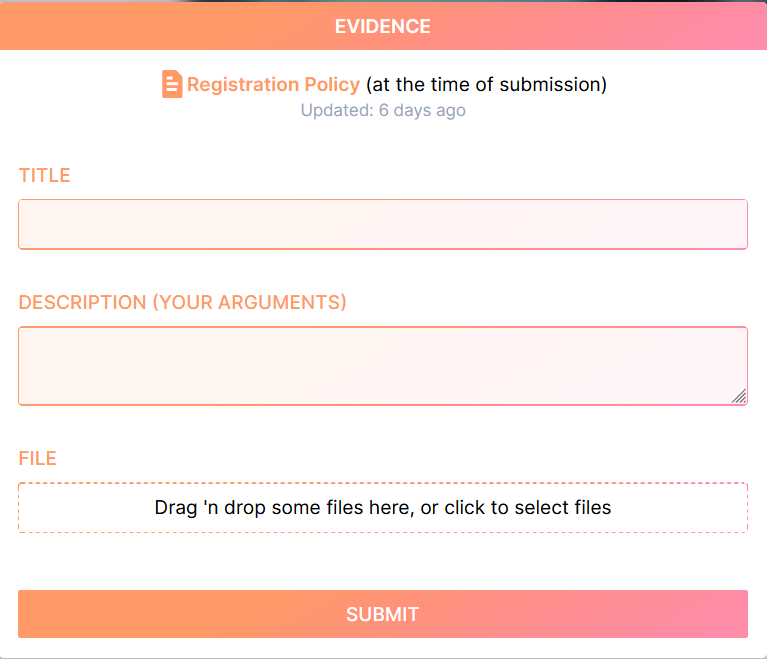 EVIDENCE
Registration Policy (at the time of submission)
Updated: 6 days ago
TITLE
DESCRIPTION (YOUR ARGUMENTS)
FILE
Drag 'n drop some files here, or click to select files
SUBMIT